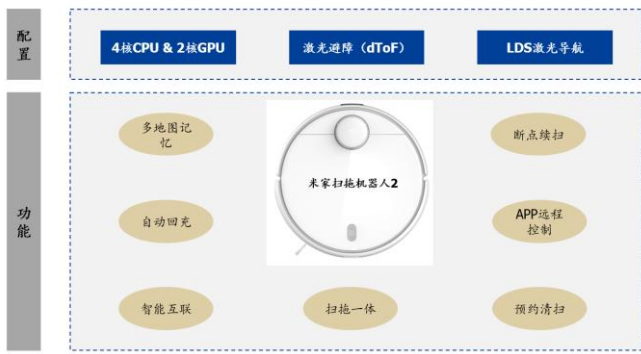 配
置
4核CPU & 2核GPU
激光避障（dToF）
LDS激光导航
功
能
多地图记
忆
米家扫拖机器人2
断点续扫
自动回充
APP远程
控制
智能互联
扫拖一体
预约清扫